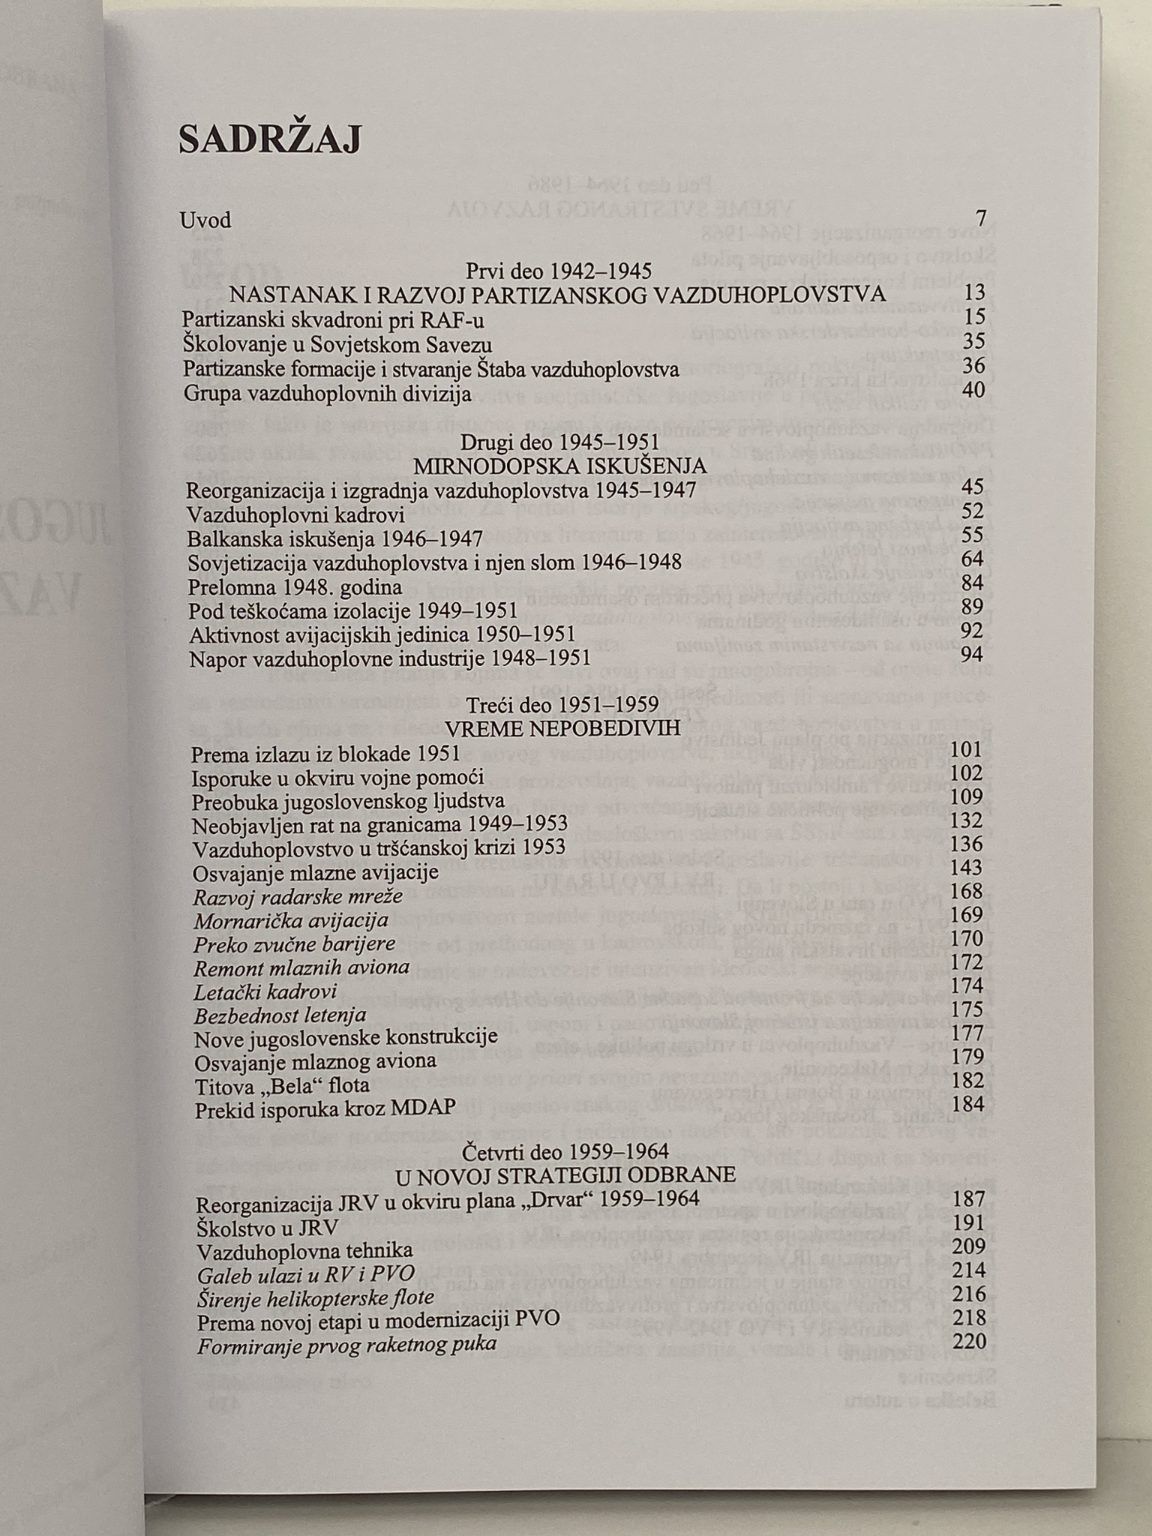 SADRŽAJ
Uvod 7
Prvi deo 1942–1945
NASTANAK I RAZVOJ PARTIZANSKOG VAZDUHOPLOVSTVA 13
Partizanski skvadroni pri RAF-u 15
Školovanje u Sovjetskom Savezu 35
Partizanske formacije i stvaranje Štaba vazduhoplovstva 36
Grupa vazduhoplovnih divizija 40
Drugi deo 1945–1951
MIRNODOPSKA ISKUŠENJA
Reorganizacija i izgradnja vazduhoplovstva 1945–1947 45
Vazduhoplovni kadrovi 52
Balkanska iskušenja 1946–1947 55
Sovjetizacija vazduhoplovstva i njen slom 1946–1948 64
Prelomna 1948. godina 84
Pod teškoćama izolacije 1949–1951 89
Aktivnost avijacijskih jedinica 1950–1951 92
Napor vazduhoplovne industrije 1948–1951 94
Treći deo 1951–1959
VREME NEPOBEDIVIH
Prema izlazu iz blokade 1951 101
Isporuke u okviru vojne pomoći 102
Preobuka jugoslovenskog ljudstva 109
Neobjavljen rat na granicama 1949–1953 132
Vazduhoplovstvo u tršćanskoj krizi 1953 136
Osvajanje mlazne avijacije 143
Razvoj radarske mreže 168
Mornarička avijacija 169
Preko zvučne barijere 170
Remont mlaznih aviona 172
Letački kadrovi 174
Bezbednost letenja 175
Nove jugoslovenske konstrukcije 177
Osvajanje mlaznog aviona 179
Titova „Bela“ flota 182
Prekid isporuka kroz MDAP 184
Četvrti deo 1959–1964
U NOVOJ STRATEGIJI ODBRANE
Reorganizacija JRV u okviru plana „Drvar“ 1959–1964 187
Školstvo u JRV 191
Vazduhoplovna tehnika 209
Galeb ulazi u RV i PVO 214
Širenje helikopterske flote 216
Prema novoj etapi u modernizaciji PVO 218
Formiranje prvog raketnog puka 220